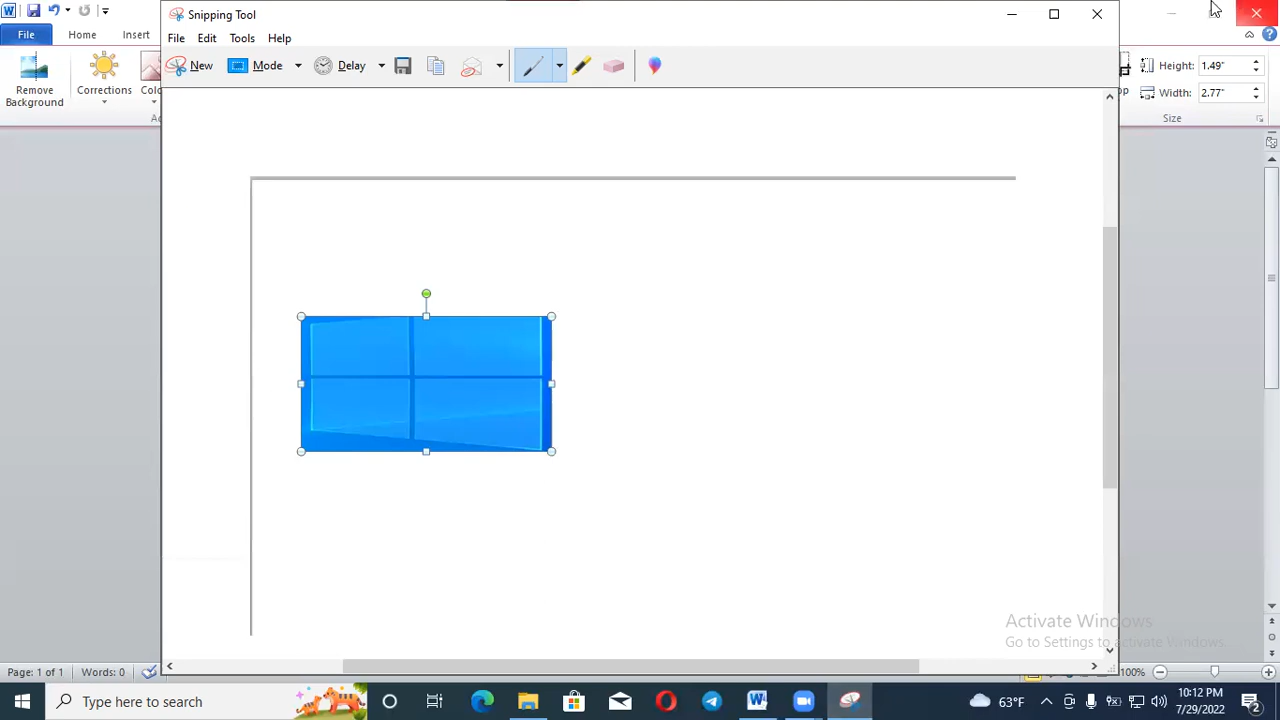 Snipping Tool
File Edit Tools Help
New Mode Delay
File Home Insert
Remove Background
Corrections
Height: 1.49"
Width: 2.77"
Size
Activate Windows
Go to Settings to activate Windows.
Page: 1 of 1 Words: 0
100%
Type here to search
63°F
10:12 PM
7/29/2022
2